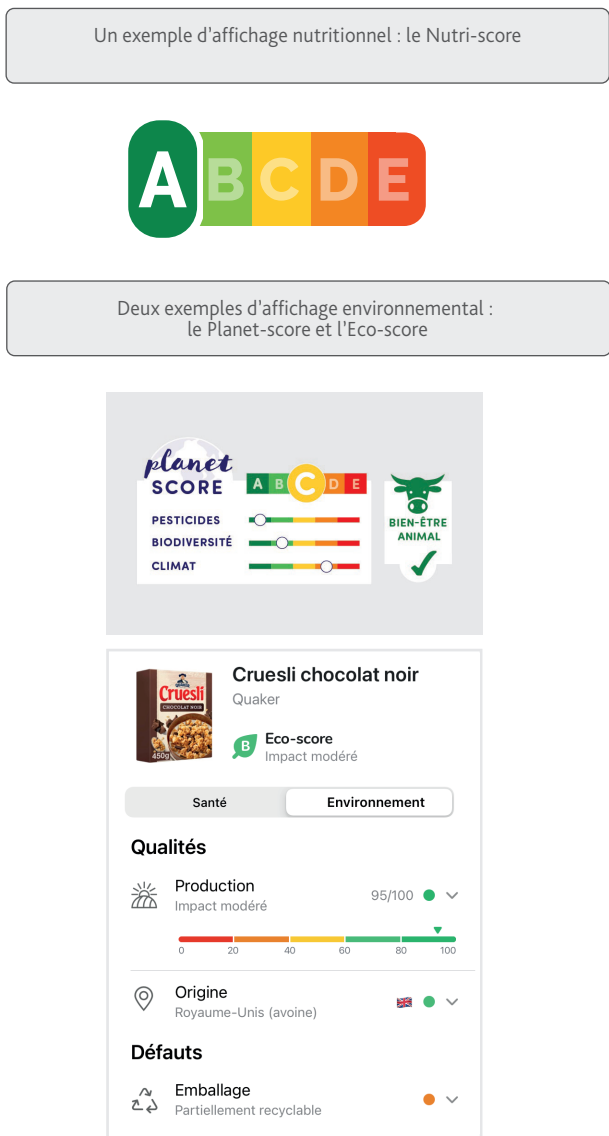 Un exemple d'affichage nutritionnel : le Nutri-score
A B C D E
Deux exemples d'affichage environnemental :
le Planet-score et l'Eco-score
planet
SCORE
A B C D E
PESTICIDES
BIODIVERSITÉ
CLIMAT
BIEN-ÊTRE
ANIMAL
Cruesli chocolat noir
Quaker
Cruesli
CHOCOLAT NOIR
450g
B
Eco-score
Impact modéré
Santé
Environnement
Qualités
Production
95/100
Impact modéré
0 20 40 60 80 100
Origine
Royaume-Unis (avoine)
Défauts
Emballage
Partiellement recyclable